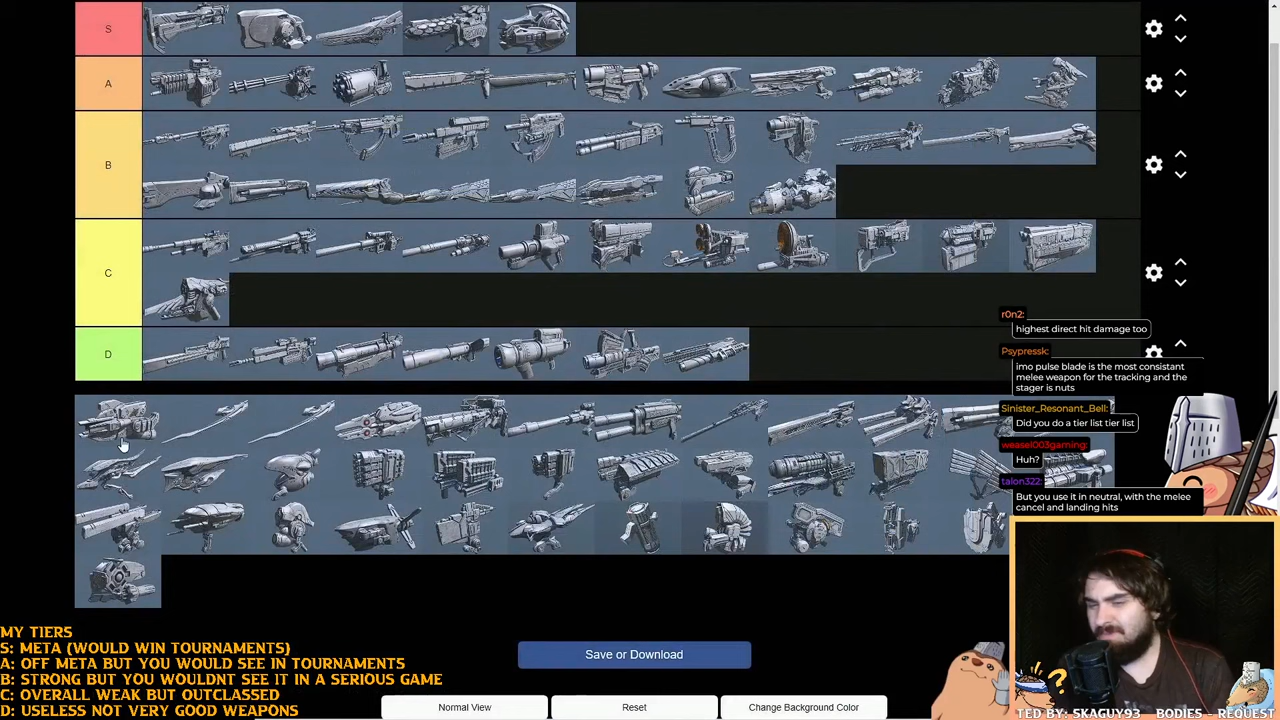 S
A
B
C
D
r0n2:
highest direct hit damage too
Psypressk:
imo pulse blade is the most consistant
melee weapon for the tracking and the
stager is nuts
Sinister_Resonant_Bell:
Did you do a tier list tier list
weasel003gaming:
Huh?
talon322:
But you use it in neutral, with the melee
cancel and landing hits
MY TIERS
S: META (WOULD WIN TOURNAMENTS)
A: OFF META BUT YOU WOULD SEE IN TOURNAMENTS
B: STRONG BUT YOU WOULDNT SEE IT IN A SERIOUS GAME
C: OVERALL WEAK BUT OUTCLASSED
D: USELESS NOT VERY GOOD WEAPONS
Save or Download
Normal View
Reset
Change Background Color
TED BY: SKAGUY93 BODIES - REQUEST